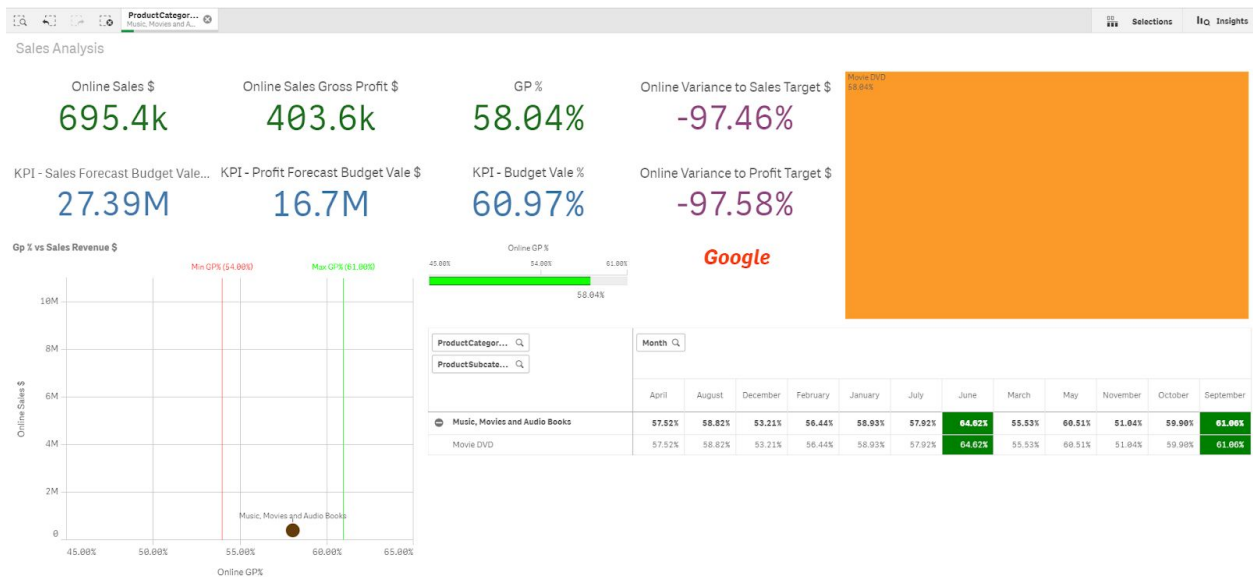 ProductCategor...
Music, Movies and A...
Selections
Insights
Sales Analysis
Online Sales $
695.4k
Online Sales Gross Profit $
403.6k
GP %
58.04%
Online Variance to Sales Target $
-97.46%
Movie DVD
58.04%
KPI - Sales Forecast Budget Vale...
27.39M
KPI - Profit Forecast Budget Vale $
16.7M
KPI - Budget Vale %
60.97%
Online Variance to Profit Target $
-97.58%
Gp % vs Sales Revenue $
Min GP% (54.00%)
Max GP% (61.00%)
10M
8M
6M
4M
2M
0
Online Sales $
Music, Movies and Audio Books
45.00% 50.00% 55.00% 60.00% 65.00%
Online GP%
Online GP %
45.00% 54.00% 61.00%
58.04%
Google
ProductCategor...
ProductSubcate...
Month
April August December February January July June March May November October September
Music, Movies and Audio Books 57.52% 58.82% 53.21% 56.44% 58.93% 57.92% 64.62% 55.53% 60.51% 51.04% 59.90% 61.06%
Movie DVD 57.52% 58.82% 53.21% 56.44% 58.93% 57.92% 64.62% 55.53% 60.51% 51.04% 59.90% 61.06%